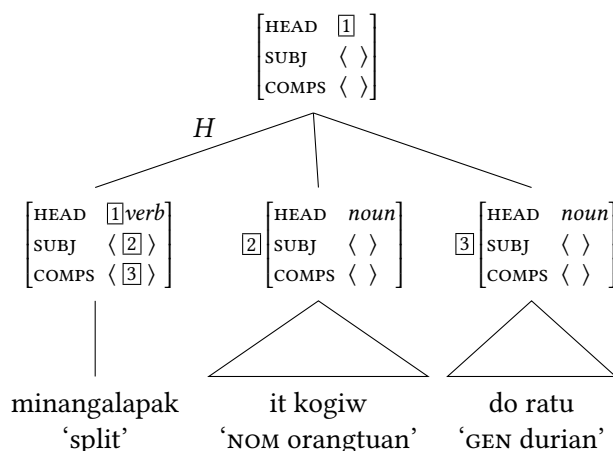 HEAD 1
SUBJ ⟨ ⟩
COMPS ⟨ ⟩
H
HEAD 1 verb
SUBJ ⟨ 2 ⟩
COMPS ⟨ 3 ⟩
2
HEAD noun
SUBJ ⟨ ⟩
COMPS ⟨ ⟩
3
HEAD noun
SUBJ ⟨ ⟩
COMPS ⟨ ⟩
minangalapak
‘split’
it kogiw
‘NOM orangtuan’
do ratu
‘GEN durian’